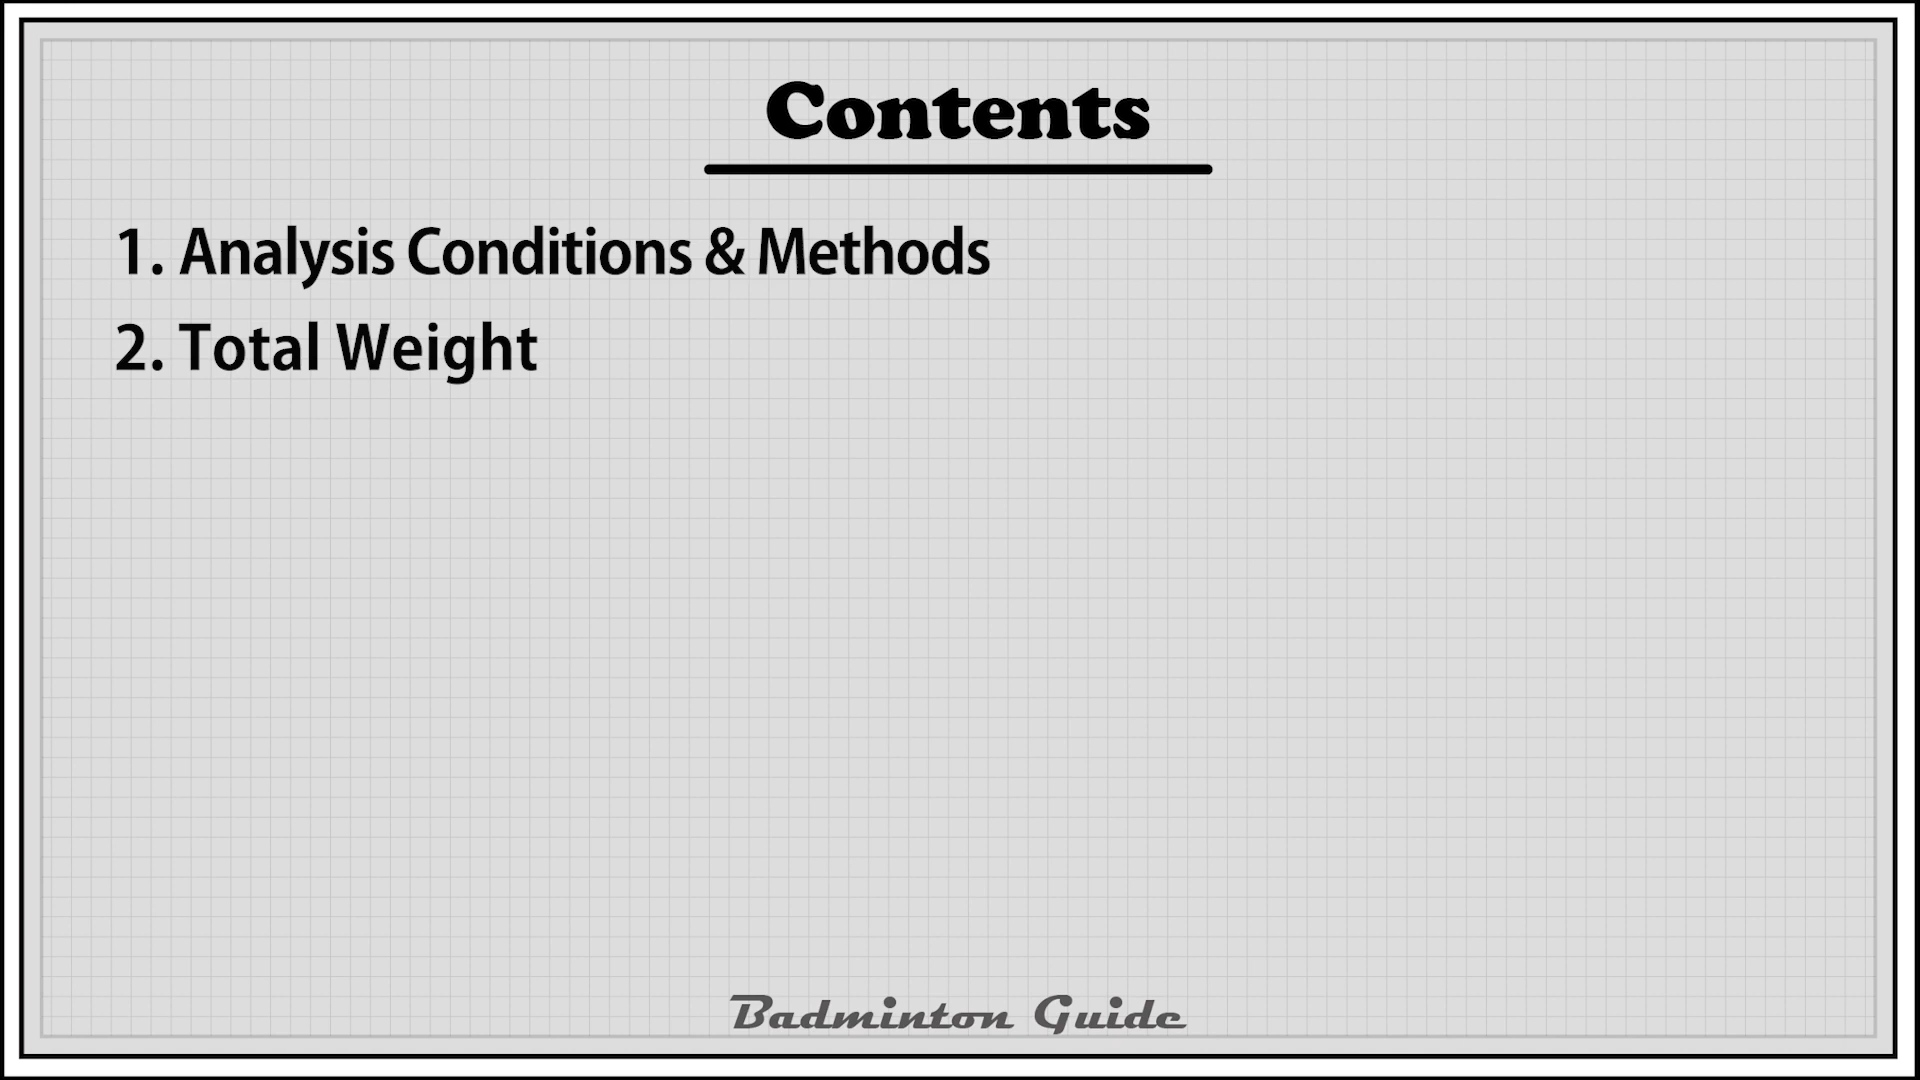 Contents
1. Analysis Conditions & Methods
2. Total Weight
Badminton Guide